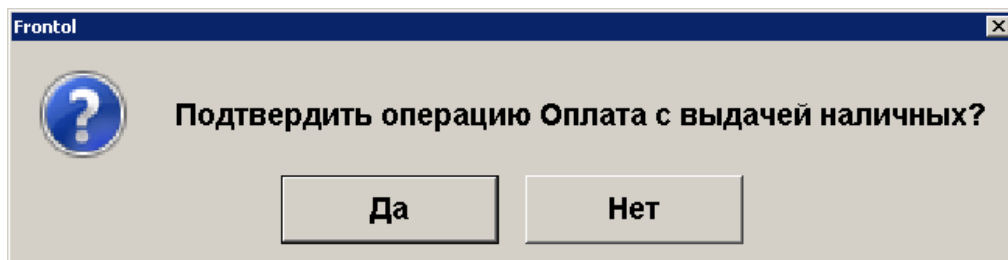 Frontol
Подтвердить операцию Оплата с выдачей наличных?
Да
Нет